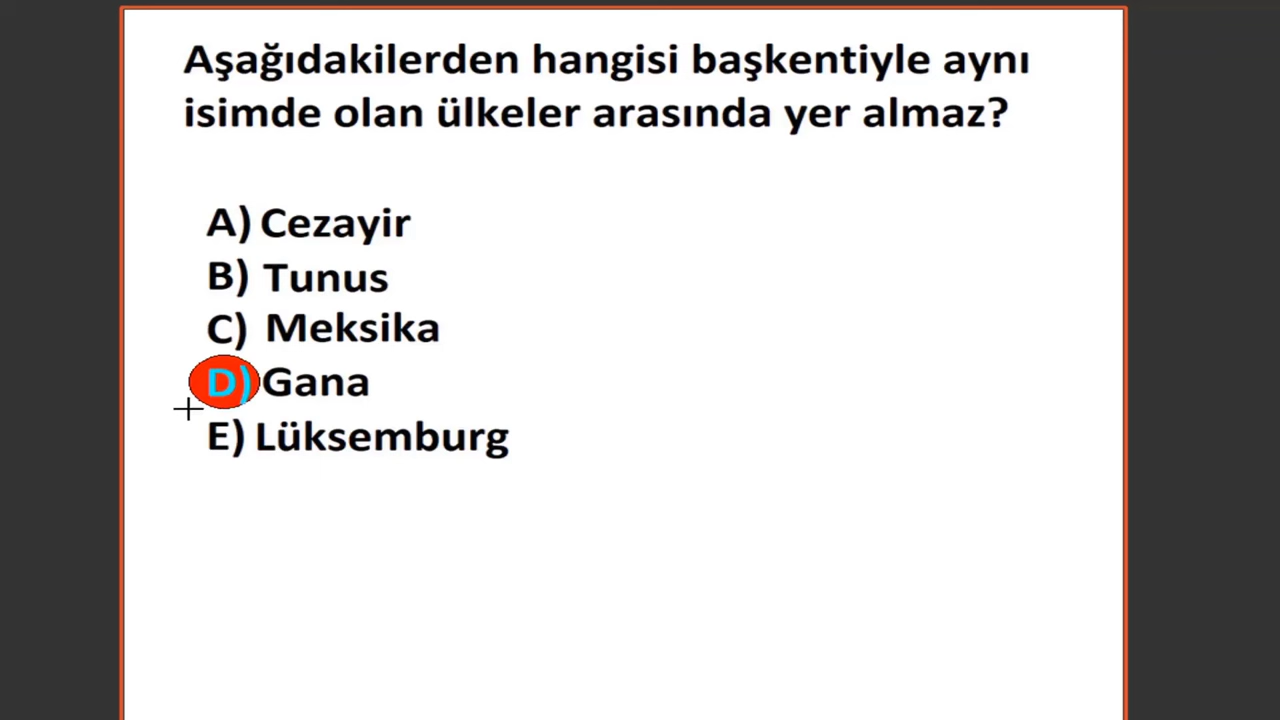 Aşağıdakilerden hangisi başkentiyle aynı
isimde olan ülkeler arasında yer almaz?
A) Cezayir
B) Tunus
C) Meksika
D) Gana
E) Lüksemburg